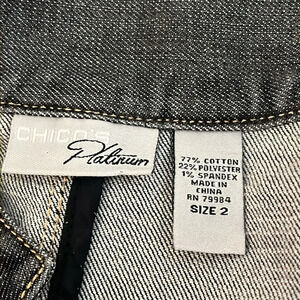 CHICO'S
Platinum
77% COTTON
22% POLYESTER
1% SPANDEX
MADE IN
CHINA
RN 79984
SIZE 2